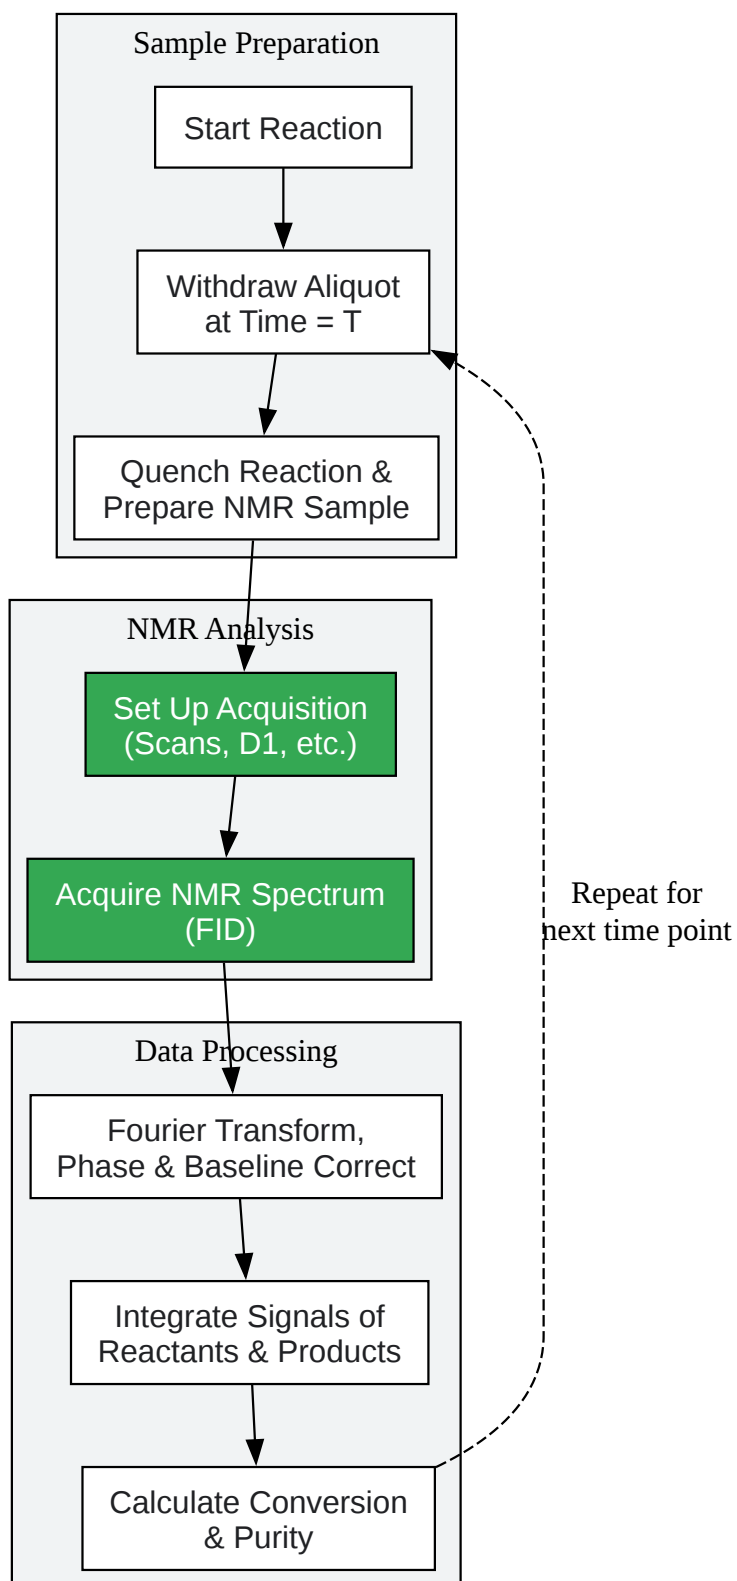 Sample Preparation
Start Reaction
Withdraw Aliquot
at Time = T
Quench Reaction &
Prepare NMR Sample
NMR Analysis
Set Up Acquisition
(Scans, D1, etc.)
Acquire NMR Spectrum
(FID)
Repeat for
next time point
Data Processing
Fourier Transform,
Phase & Baseline Correct
Integrate Signals of
Reactants & Products
Calculate Conversion
& Purity